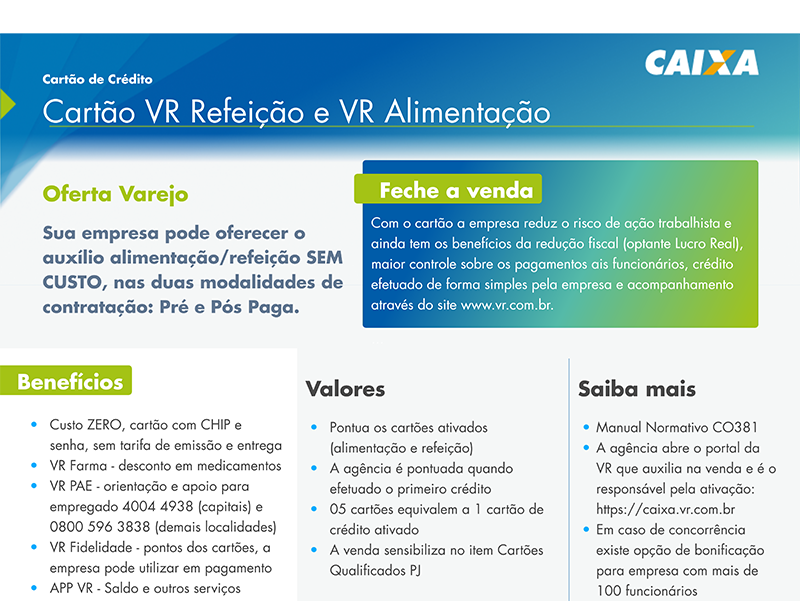 CAIXA
Cartão de Crédito
Cartão VR Refeição e VR Alimentação
Oferta Varejo
Sua empresa pode oferecer o
auxílio alimentação/refeição SEM
CUSTO, nas duas modalidades de
contratação: Pré e Pós Paga.
Feche a venda
Com o cartão a empresa reduz o risco de ação trabalhista e
ainda tem os benefícios da redução fiscal (optante Lucro Real),
maior controle sobre os pagamentos ais funcionários, crédito
efetuado de forma simples pela empresa e acompanhamento
através do site www.vr.com.br.
Benefícios
• Custo ZERO, cartão com CHIP e
senha, sem tarifa de emissão e entrega
• VR Farma - desconto em medicamentos
• VR PAE - orientação e apoio para
empregado 4004 4938 (capitais) e
0800 596 3838 (demais localidades)
• VR Fidelidade - pontos dos cartões, a
empresa pode utilizar em pagamento
• APP VR - Saldo e outros serviços
Valores
• Pontua os cartões ativados
(alimentação e refeição)
• A agência é pontuada quando
efetuado o primeiro crédito
• 05 cartões equivalem a 1 cartão de
crédito ativado
• A venda sensibiliza no item Cartões
Qualificados PJ
Saiba mais
• Manual Normativo CO381
• A agência abre o portal da
VR que auxilia na venda e é o
responsável pela ativação:
https://caixa.vr.com.br
• Em caso de concorrência
existe opção de bonificação
para empresa com mais de
100 funcionários